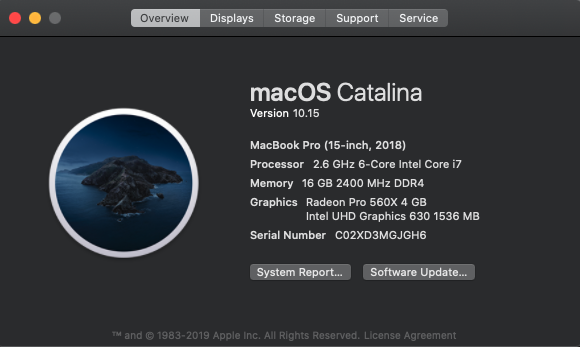 Overview Displays Storage Support Service
macOS Catalina
Version 10.15
MacBook Pro (15-inch, 2018)
Processor 2.6 GHz 6-Core Intel Core i7
Memory 16 GB 2400 MHz DDR4
Graphics Radeon Pro 560X 4 GB
Intel UHD Graphics 630 1536 MB
Serial Number C02XD3MGJGH6
System Report... Software Update...
™ and © 1983-2019 Apple Inc. All Rights Reserved. License Agreement